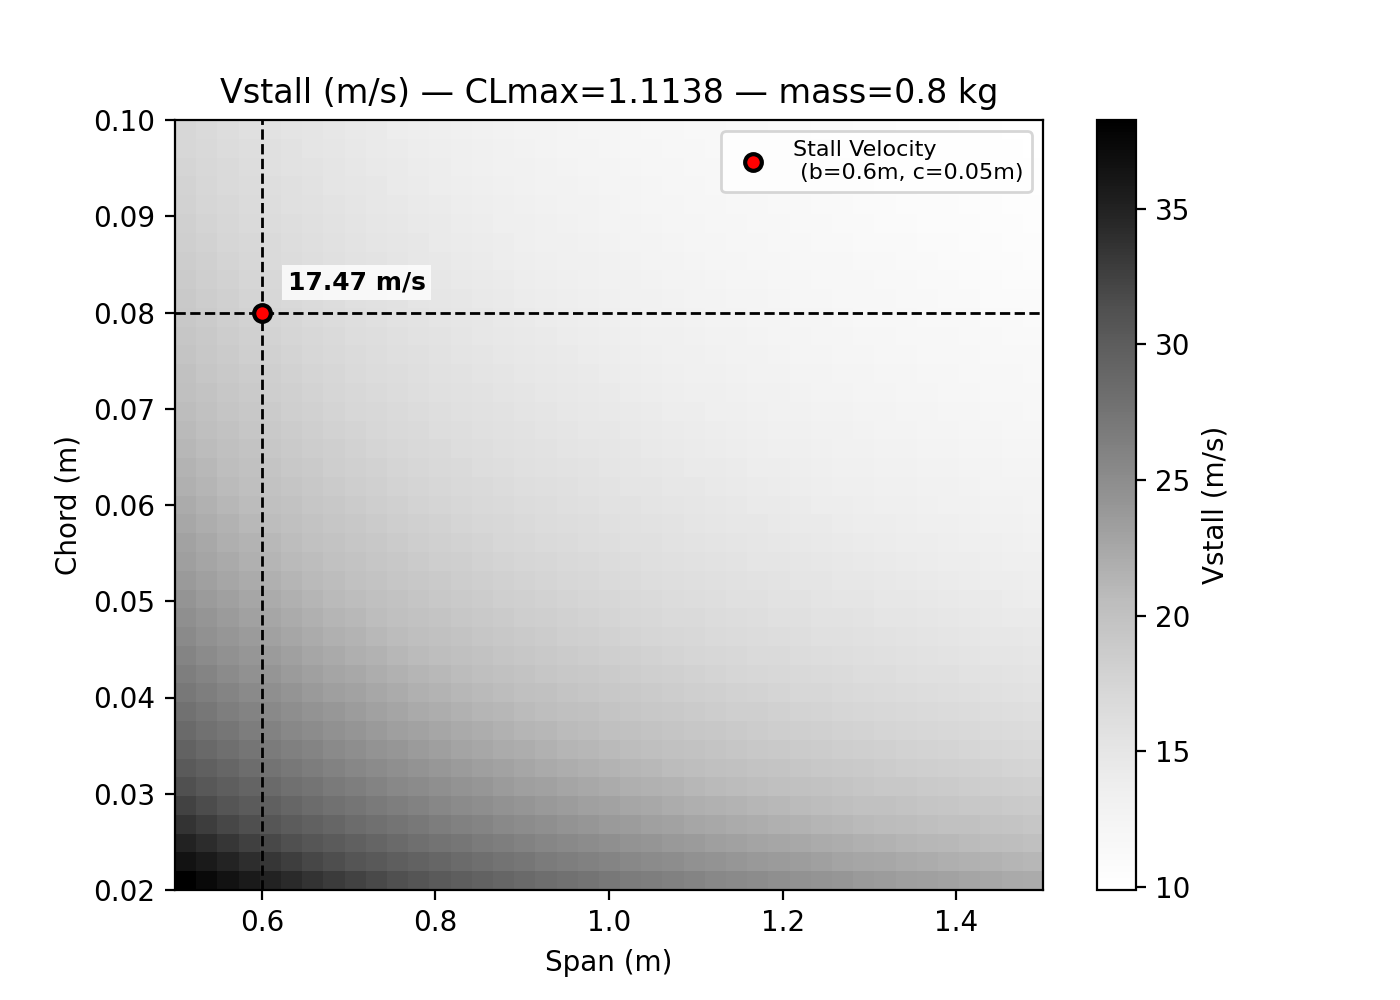 Vstall (m/s) — CLmax=1.1138 — mass=0.8 kg
0.10
0.09
0.08
0.07
0.06
0.05
0.04
0.03
0.02
Chord (m)
Stall Velocity
(b=0.6m, c=0.05m)
17.47 m/s
0.6
0.8
1.0
1.2
1.4
Span (m)
35
30
25
20
15
10
Vstall (m/s)